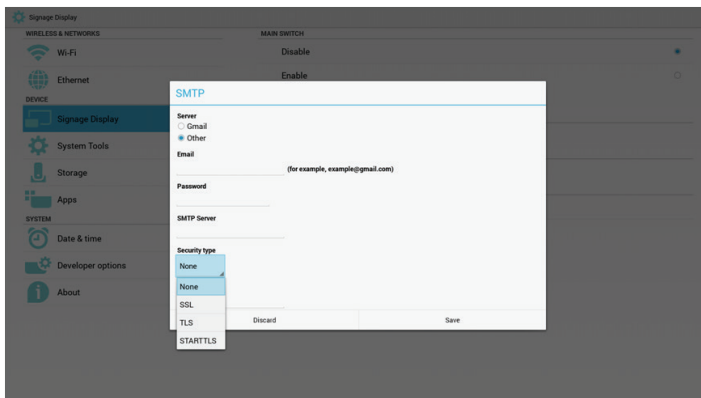 Signage Display
WIRELESS & NETWORKS
Wi-Fi
Ethernet
DEVICE
Signage Display
System Tools
Storage
Apps
SYSTEM
Date & time
Developer options
About
MAIN SWITCH
Disable
Enable
SMTP
Server
Gmail
Other
Email
(for example, example@gmail.com)
Password
SMTP Server
Security type
None
None
SSL
TLS
STARTTLS
Discard
Save